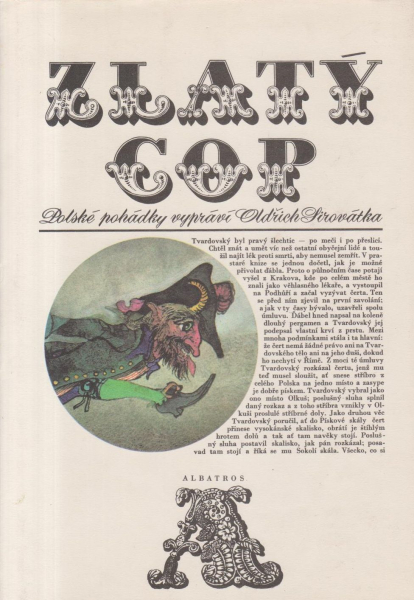 ZLATÝ
COP
Polské pohádky vypráví Oldřich Sirovátka
Tvardovský byl pravý šlechtic — po meči i po přeslici.
Chtěl znát a umět víc než ostatní obyčejní lidé a tou-
žil najít lék proti smrti, aby nemusel zemřít. V pra-
staré knize se jednou dočetl, jak je možné
přivolat ďábla. Proto o půlnočním čase potají
vyšel z Krakova, kde po celém městě ho
znali jako věhlasného lékaře, a vystoupil
na Podhůří a začal vyzývat čerta. Ten
se před ním zjevil na první zavolání;
a jak v ty časy bývalo, uzavřeli spolu
úmluvu. Ďábel hned napsal na koleně
dlouhý pergamen a Tvardovský jej
podepsal vlastní krví z prstu. Mezi
mnoha podmínkami stála i ta hlavní:
že čert nemá žádné právo ani na Tvar-
dovského tělo ani na jeho duši, dokud
ho nechytí v Římě. Z moci té úmluvy
Tvardovský rozkázal čertu, jenž mu
teď musel sloužit, ať snese stříbro z
celého Polska na jedno místo a zasype
je dobře pískem. Tvardovský vybral jako
ono místo Olkuš; poslušný sluha splnil
daný rozkaz a z toho stříbra vznikly v Ol-
kuši proslulé stříbrné doly. Jako druhou věc
Tvardovský poručil, ať do Pískové skály čert
přinese vysokánské skalisko, obrátí je štíhlým
hrotem dolů a tak ať tam navěky stojí. Posluš-
ný sluha postavil skalisko, jak pán rozkázal; posa-
vad tam stojí a říká se mu Sokolí skála. Všecko, co si
ALBATROS
A